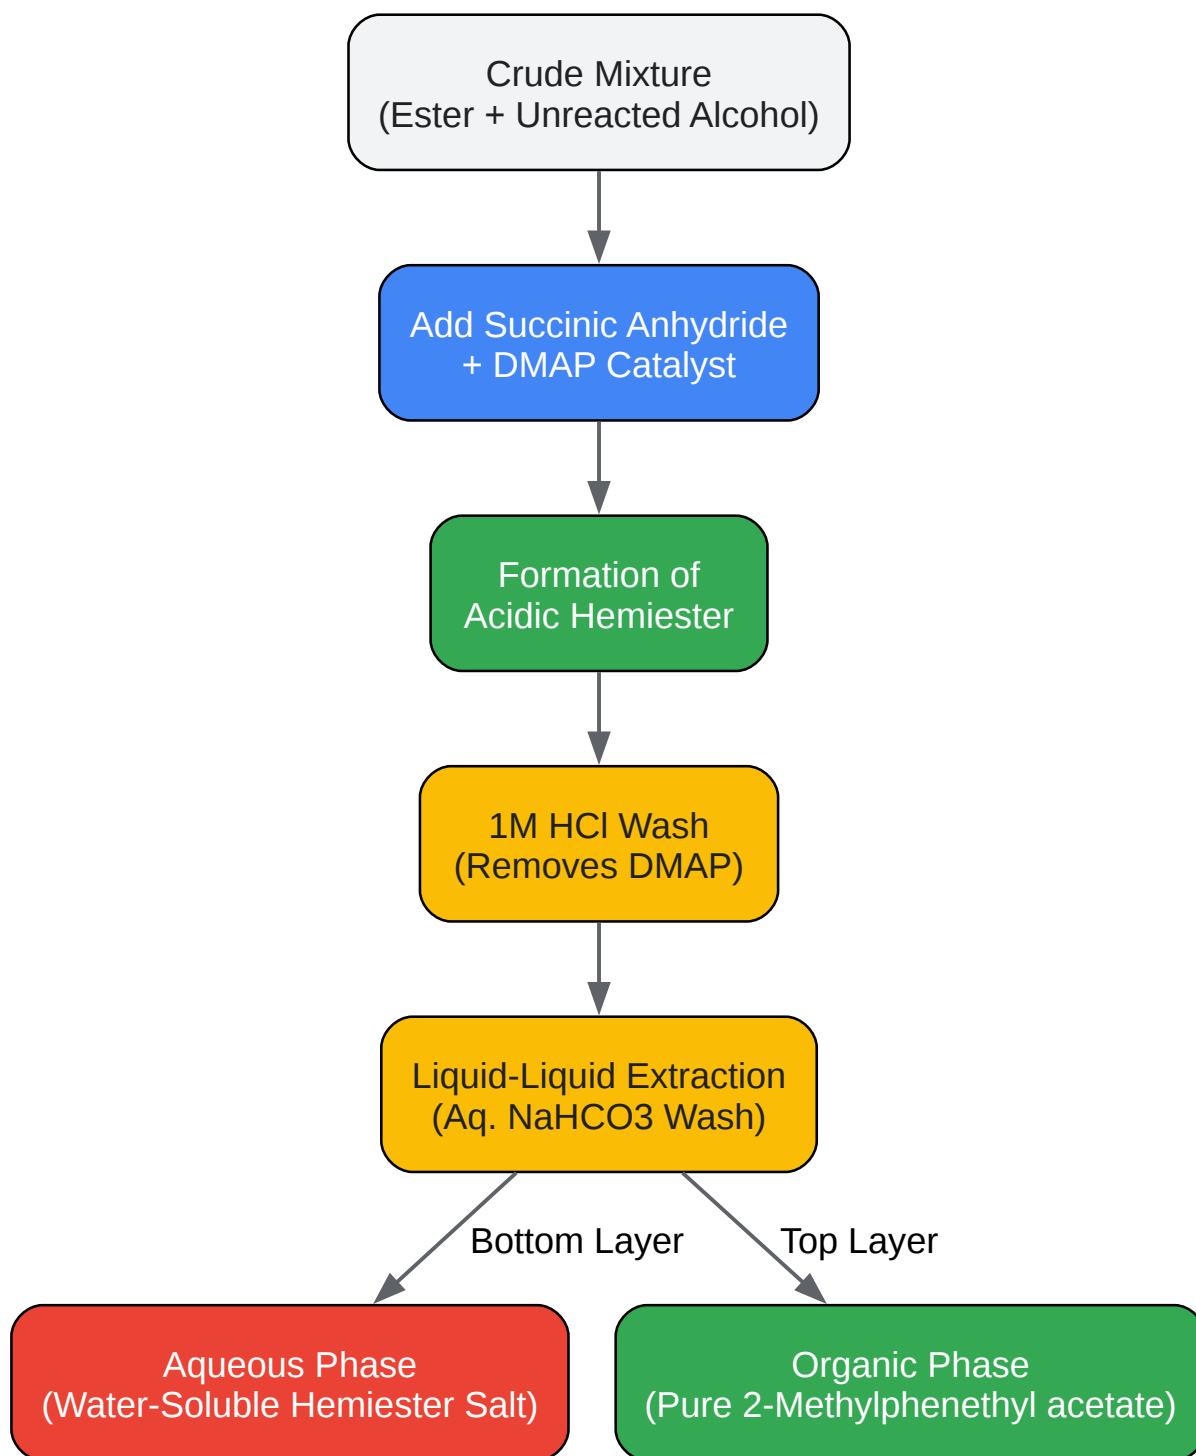 Crude Mixture
(Ester + Unreacted Alcohol)
Add Succinic Anhydride
+ DMAP Catalyst
Formation of
Acidic Hemiester
1M HCl Wash
(Removes DMAP)
Liquid-Liquid Extraction
(Aq. NaHCO3 Wash)
Bottom Layer
Top Layer
Aqueous Phase
(Water-Soluble Hemiester Salt)
Organic Phase
(Pure 2-Methylphenethyl acetate)